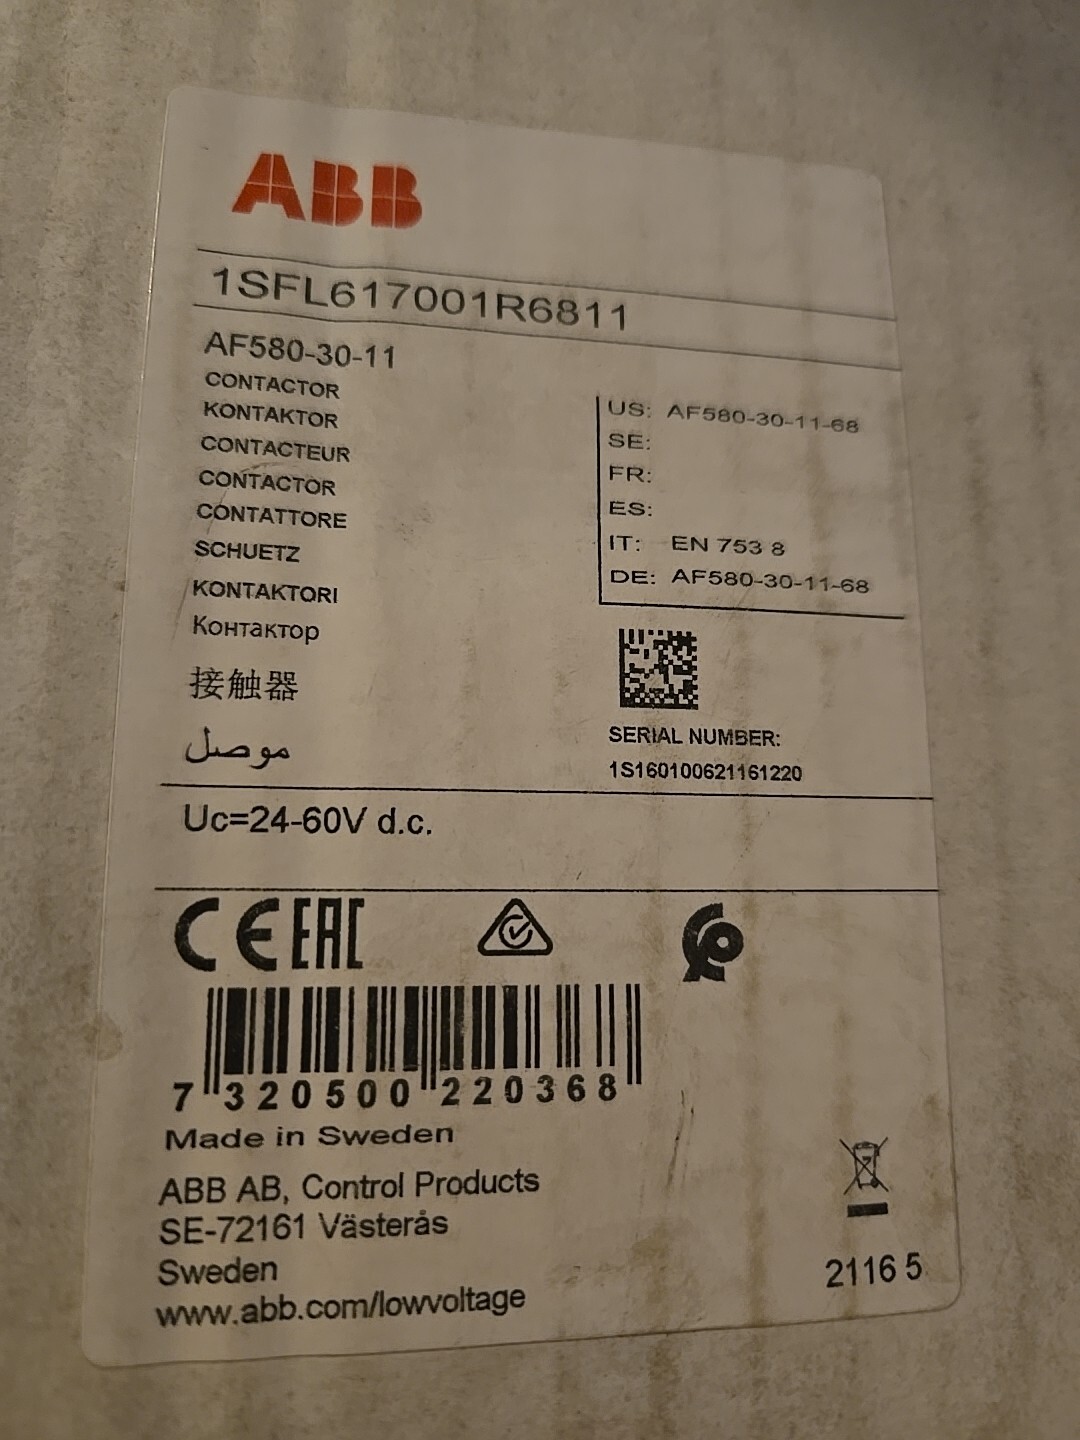 ABB
1SFL617001R6811
AF580-30-11
CONTACTOR
KONTAKTOR
CONTACTEUR
CONTACTOR
CONTATTORE
SCHUETZ
KONTAKTORI
Контактор
接触器
موصل
US: AF580-30-11-68
SE:
FR:
ES:
IT: EN 753 8
DE: AF580-30-11-68
SERIAL NUMBER:
1S160100621161220
Uc=24-60V d.c.
CE EAC
7 320500 220368
Made in Sweden
ABB AB, Control Products
SE-72161 Västerås
Sweden
www.abb.com/lowvoltage
2116 5